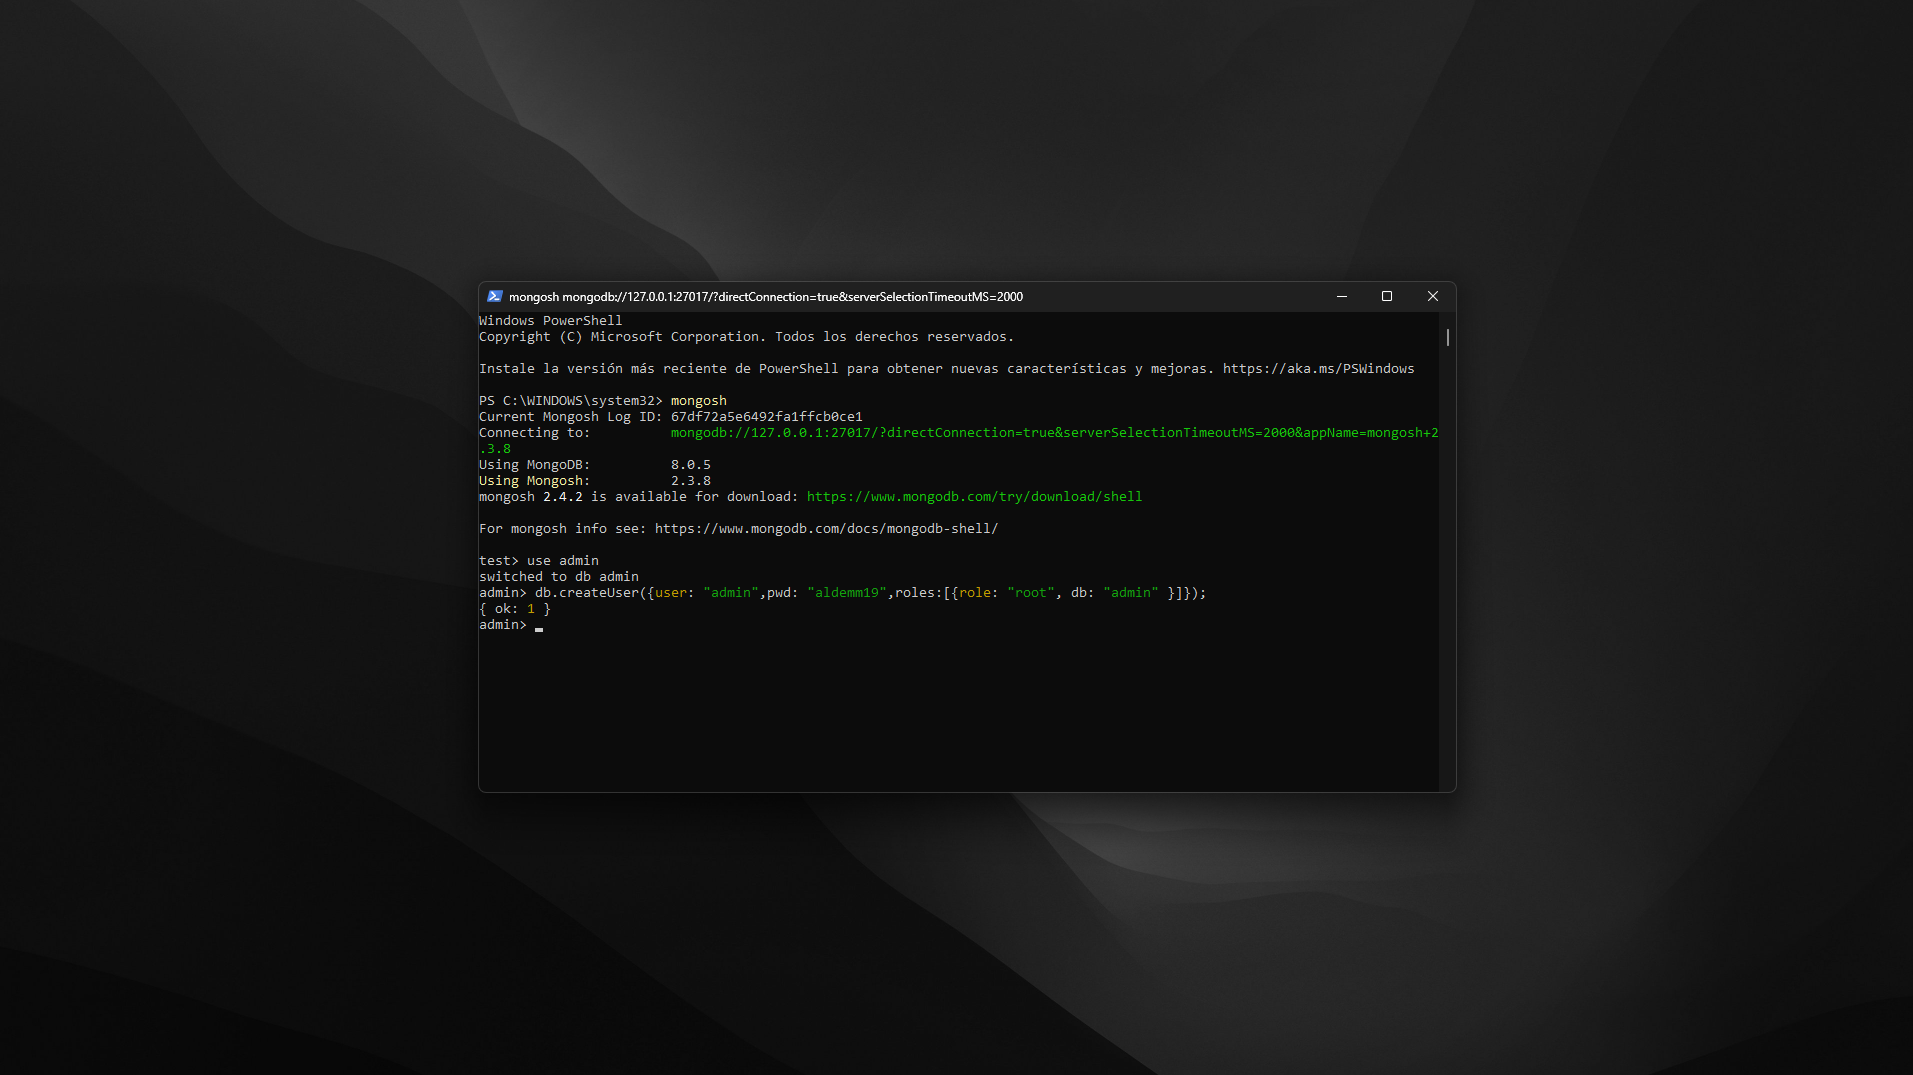 mongosh mongodb://127.0.0.1:27017/?directConnection=true&serverSelectionTimeoutMS=2000
Windows PowerShell
Copyright (C) Microsoft Corporation. Todos los derechos reservados.
Instale la versión más reciente de PowerShell para obtener nuevas características y mejoras. https://aka.ms/PSWindows
PS C:\WINDOWS\system32> mongosh
Current Mongosh Log ID: 67df72a5e6492fa1ffcb0ce1
Connecting to: mongodb://127.0.0.1:27017/?directConnection=true&serverSelectionTimeoutMS=2000&appName=mongosh+2
.3.8
Using MongoDB: 8.0.5
Using Mongosh: 2.3.8
mongosh 2.4.2 is available for download: https://www.mongodb.com/try/download/shell
For mongosh info see: https://www.mongodb.com/docs/mongodb-shell/
test> use admin
switched to db admin
admin> db.createUser({user: "admin",pwd: "aldemm19",roles:[{role: "root", db: "admin" }]});
{ ok: 1 }
admin>